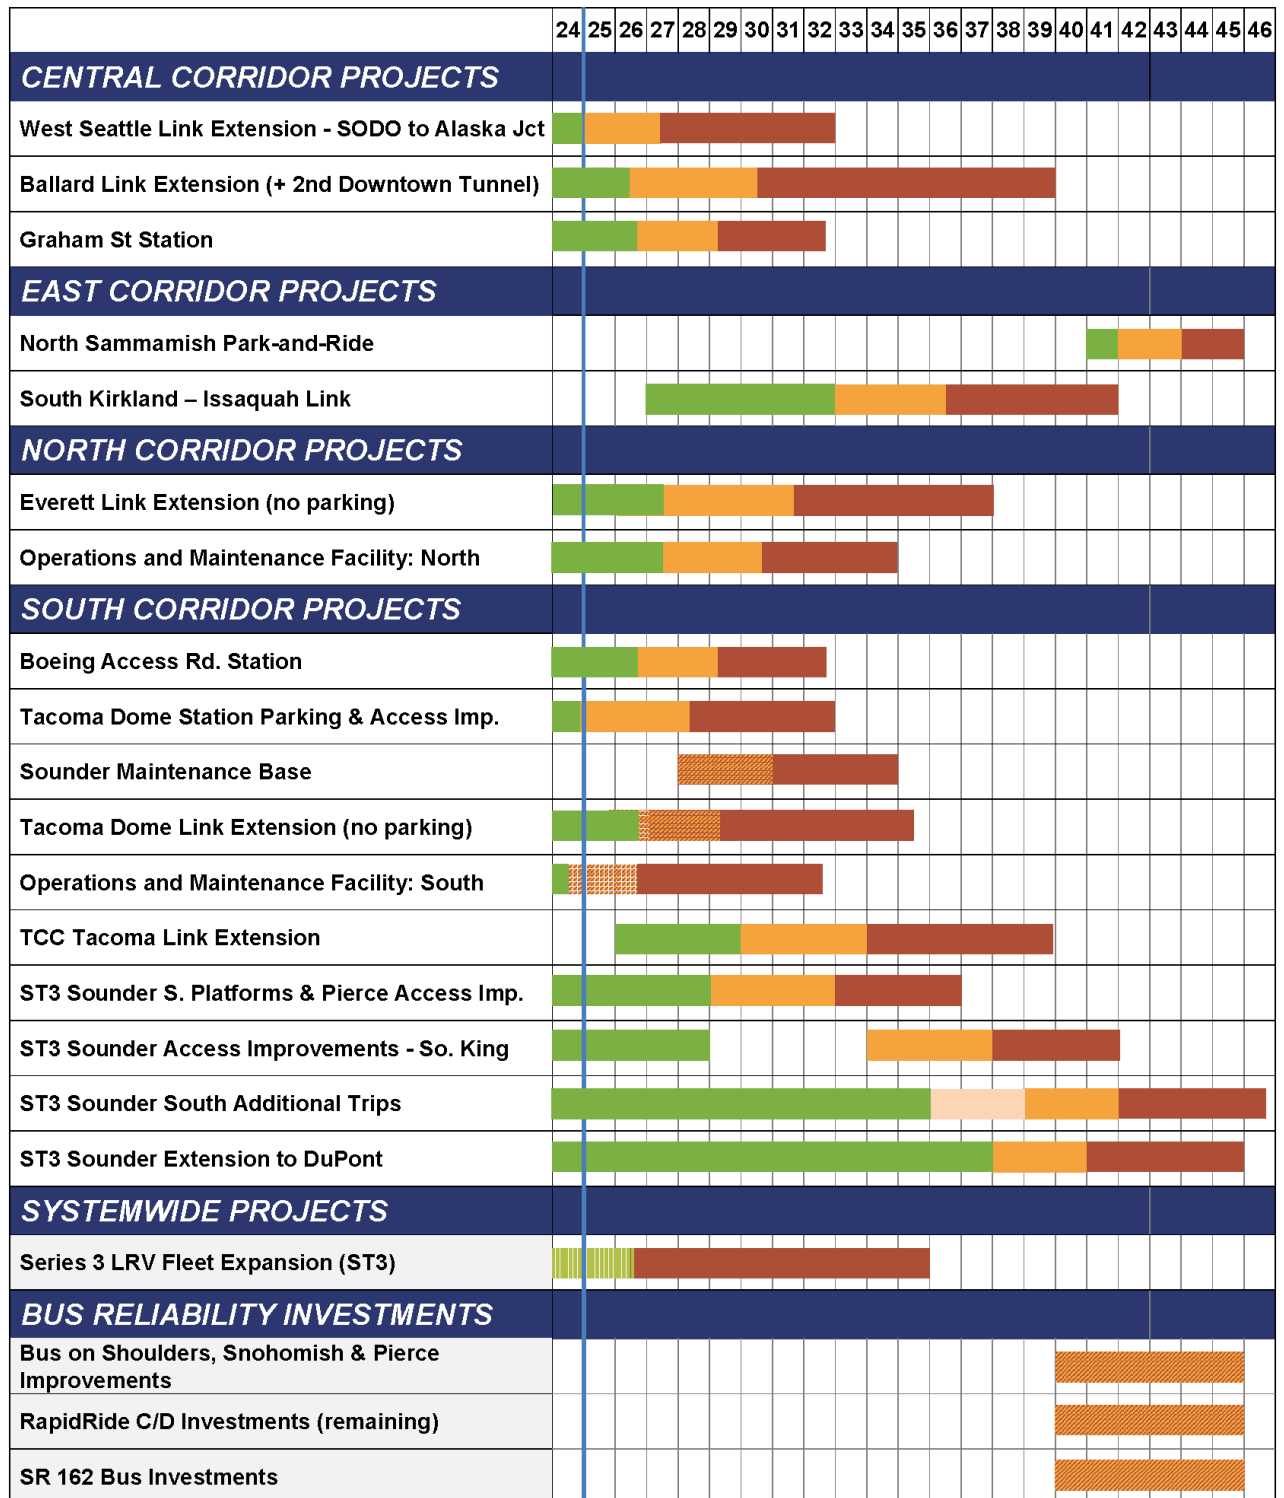 24 25 26 27 28 29 30 31 32 33 34 35 36 37 38 39 40 41 42 43 44 45 46
CENTRAL CORRIDOR PROJECTS
West Seattle Link Extension - SODO to Alaska Jct
Ballard Link Extension (+ 2nd Downtown Tunnel)
Graham St Station
EAST CORRIDOR PROJECTS
North Sammamish Park-and-Ride
South Kirkland – Issaquah Link
NORTH CORRIDOR PROJECTS
Everett Link Extension (no parking)
Operations and Maintenance Facility: North
SOUTH CORRIDOR PROJECTS
Boeing Access Rd. Station
Tacoma Dome Station Parking & Access Imp.
Sounder Maintenance Base
Tacoma Dome Link Extension (no parking)
Operations and Maintenance Facility: South
TCC Tacoma Link Extension
ST3 Sounder S. Platforms & Pierce Access Imp.
ST3 Sounder Access Improvements - So. King
ST3 Sounder South Additional Trips
ST3 Sounder Extension to DuPont
SYSTEMWIDE PROJECTS
Series 3 LRV Fleet Expansion (ST3)
BUS RELIABILITY INVESTMENTS
Bus on Shoulders, Snohomish & Pierce
Improvements
RapidRide C/D Investments (remaining)
SR 162 Bus Investments